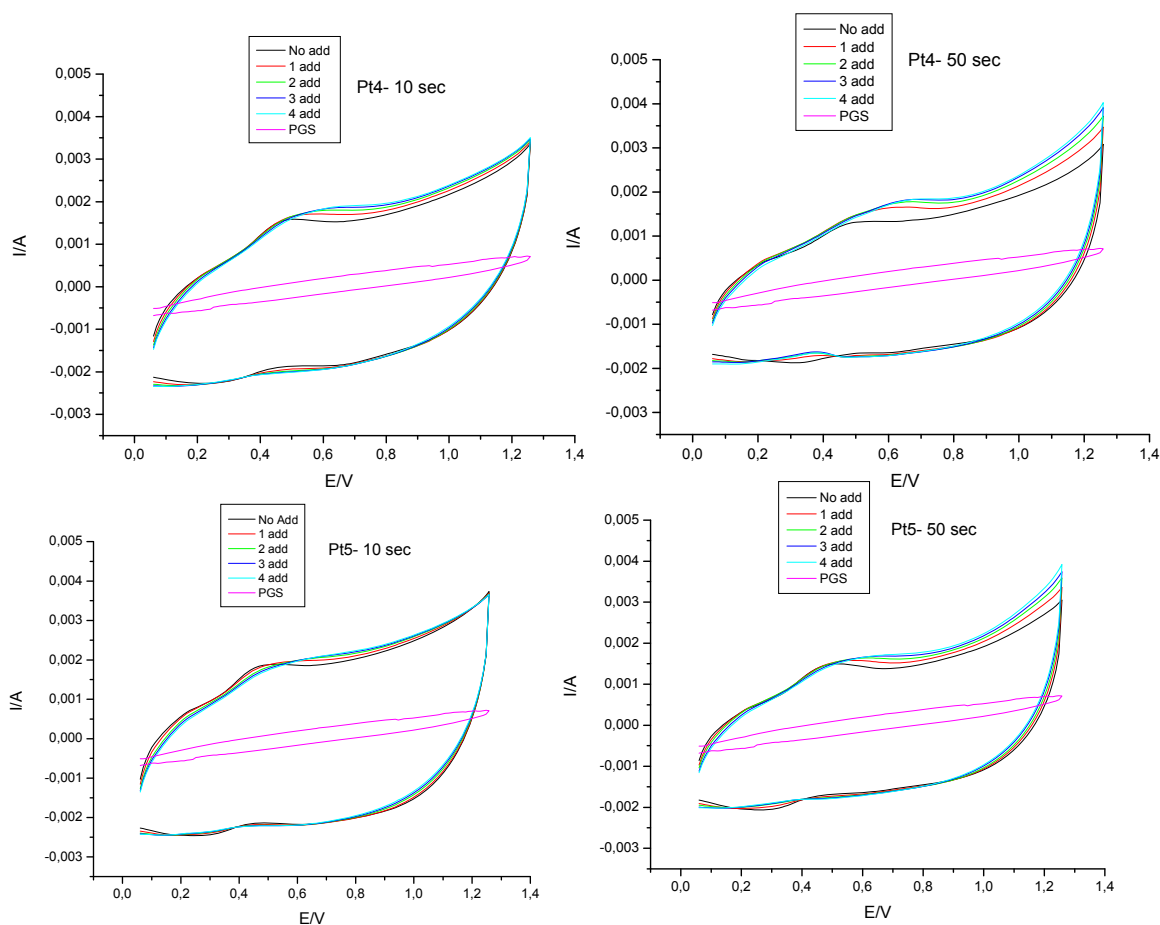 No add
1 add
2 add
3 add
4 add
PGS
Pt4- 10 sec
0,005
0,004
0,003
0,002
0,001
0,000
-0,001
-0,002
-0,003
I/A
0,0 0,2 0,4 0,6 0,8 1,0 1,2 1,4
E/V
No add
1 add
2 add
3 add
4 add
PGS
Pt4- 50 sec
0,005
0,004
0,003
0,002
0,001
0,000
-0,001
-0,002
-0,003
I/A
0,0 0,2 0,4 0,6 0,8 1,0 1,2 1,4
E/V
No Add
1 add
2 add
3 add
4 add
PGS
Pt5- 10 sec
0,005
0,004
0,003
0,002
0,001
0,000
-0,001
-0,002
-0,003
I/A
0,0 0,2 0,4 0,6 0,8 1,0 1,2 1,4
E/V
No add
1 add
2 add
3 add
4 add
PGS
Pt5- 50 sec
0,005
0,004
0,003
0,002
0,001
0,000
-0,001
-0,002
-0,003
I/A
0,0 0,2 0,4 0,6 0,8 1,0 1,2 1,4
E/V